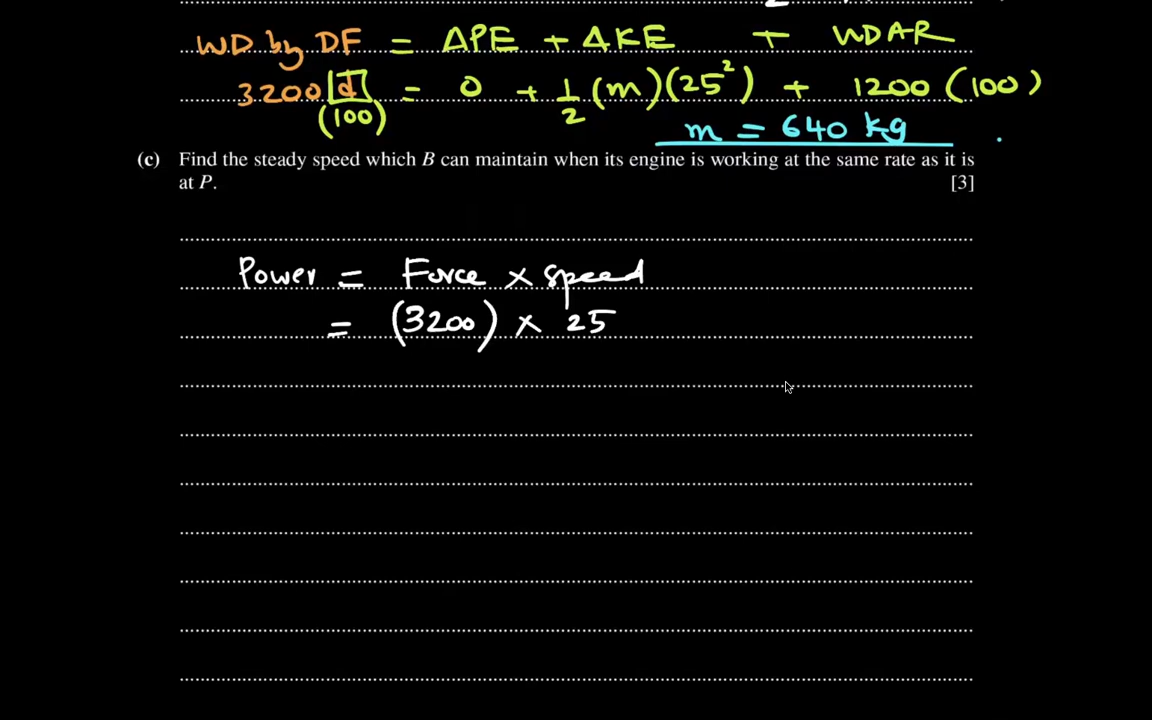 WD by DF = ΔPE + ΔKE + WDAR
3200 d = 0 + 1/2 (m)(25²) + 1200 (100)
(100)
m = 640 kg .
(c) Find the steady speed which B can maintain when its engine is working at the same rate as it is
at P. [3]
Power = Force × speed
= (3200) × 25